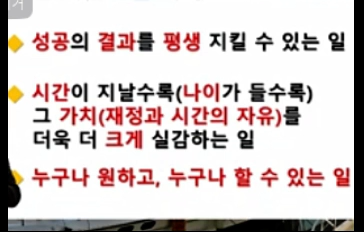 성공의 결과를 평생 지킬 수 있는 일
시간이 지날수록(나이가 들수록)
그 가치(재정과 시간의 자유)를
더욱 더 크게 실감하는 일
누구나 원하고, 누구나 할 수 있는 일